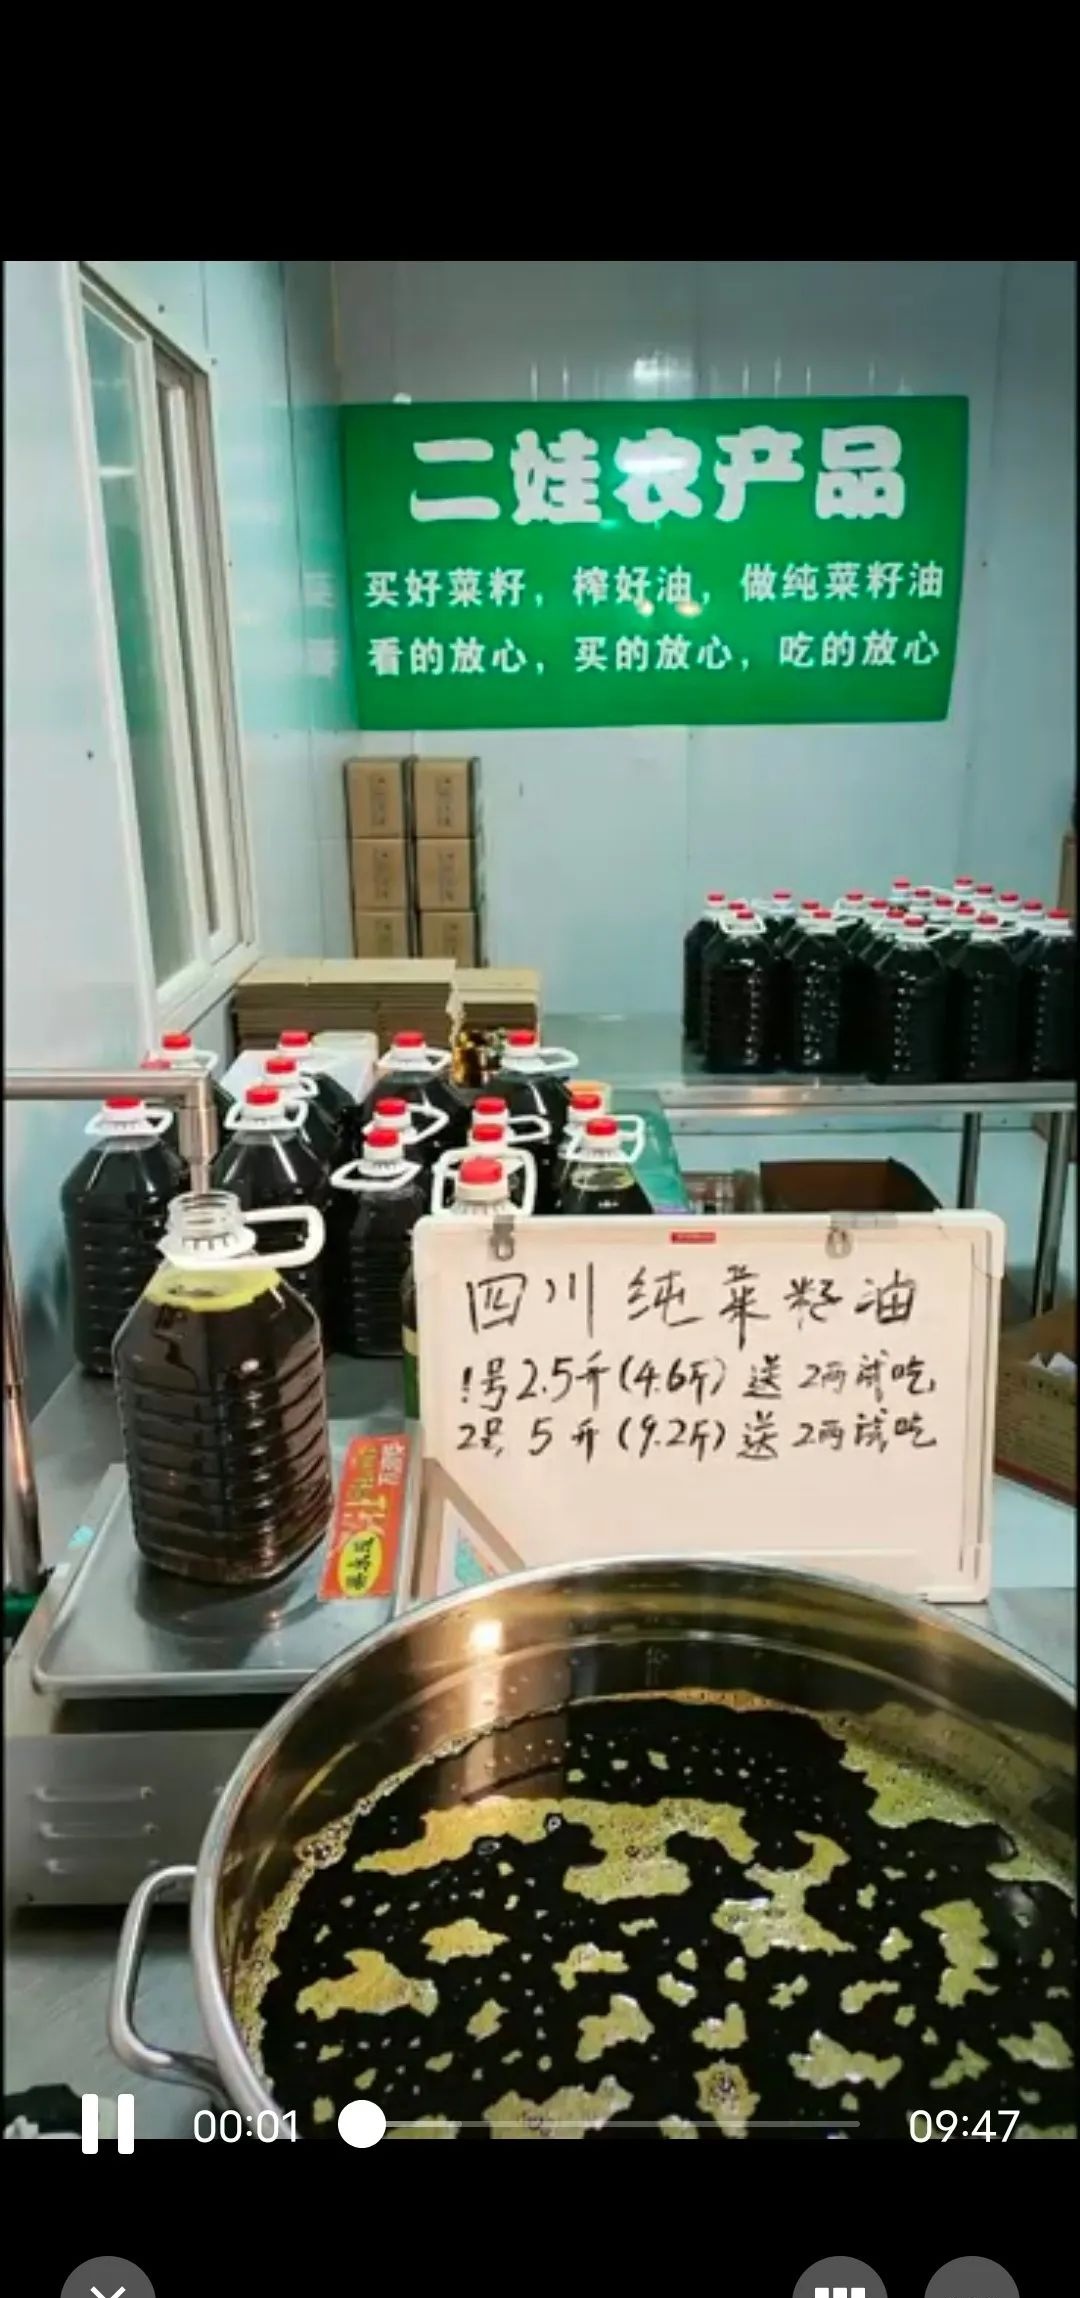 二娃农产品
买好菜籽，榨好油，做纯菜籽油
看的放心，买的放心，吃的放心
四川纯菜籽油
1号2.5升(4.6斤)送2两试吃
2号5升(9.2斤)送2两试吃
00:01
09:47